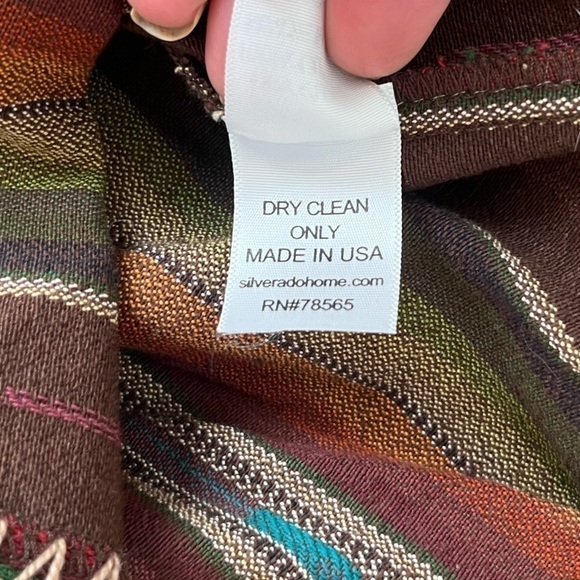 DRY CLEAN
ONLY
MADE IN USA
silveradohome.com
RN#78565